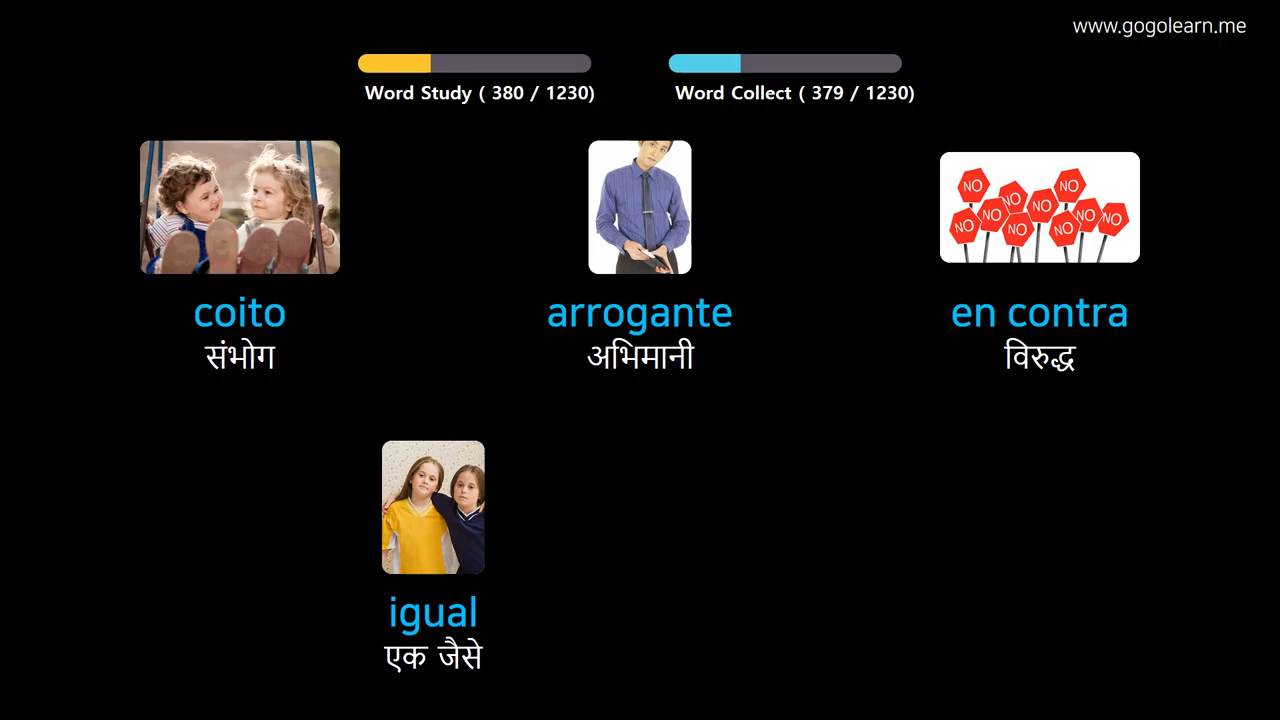 www.gogolearn.me
Word Study ( 380 / 1230)
Word Collect ( 379 / 1230)
NO NO NO NO NO NO NO NO NO
coito
संभोग
arrogante
अभिमानी
en contra
विरुद्ध
igual
एक जैसे